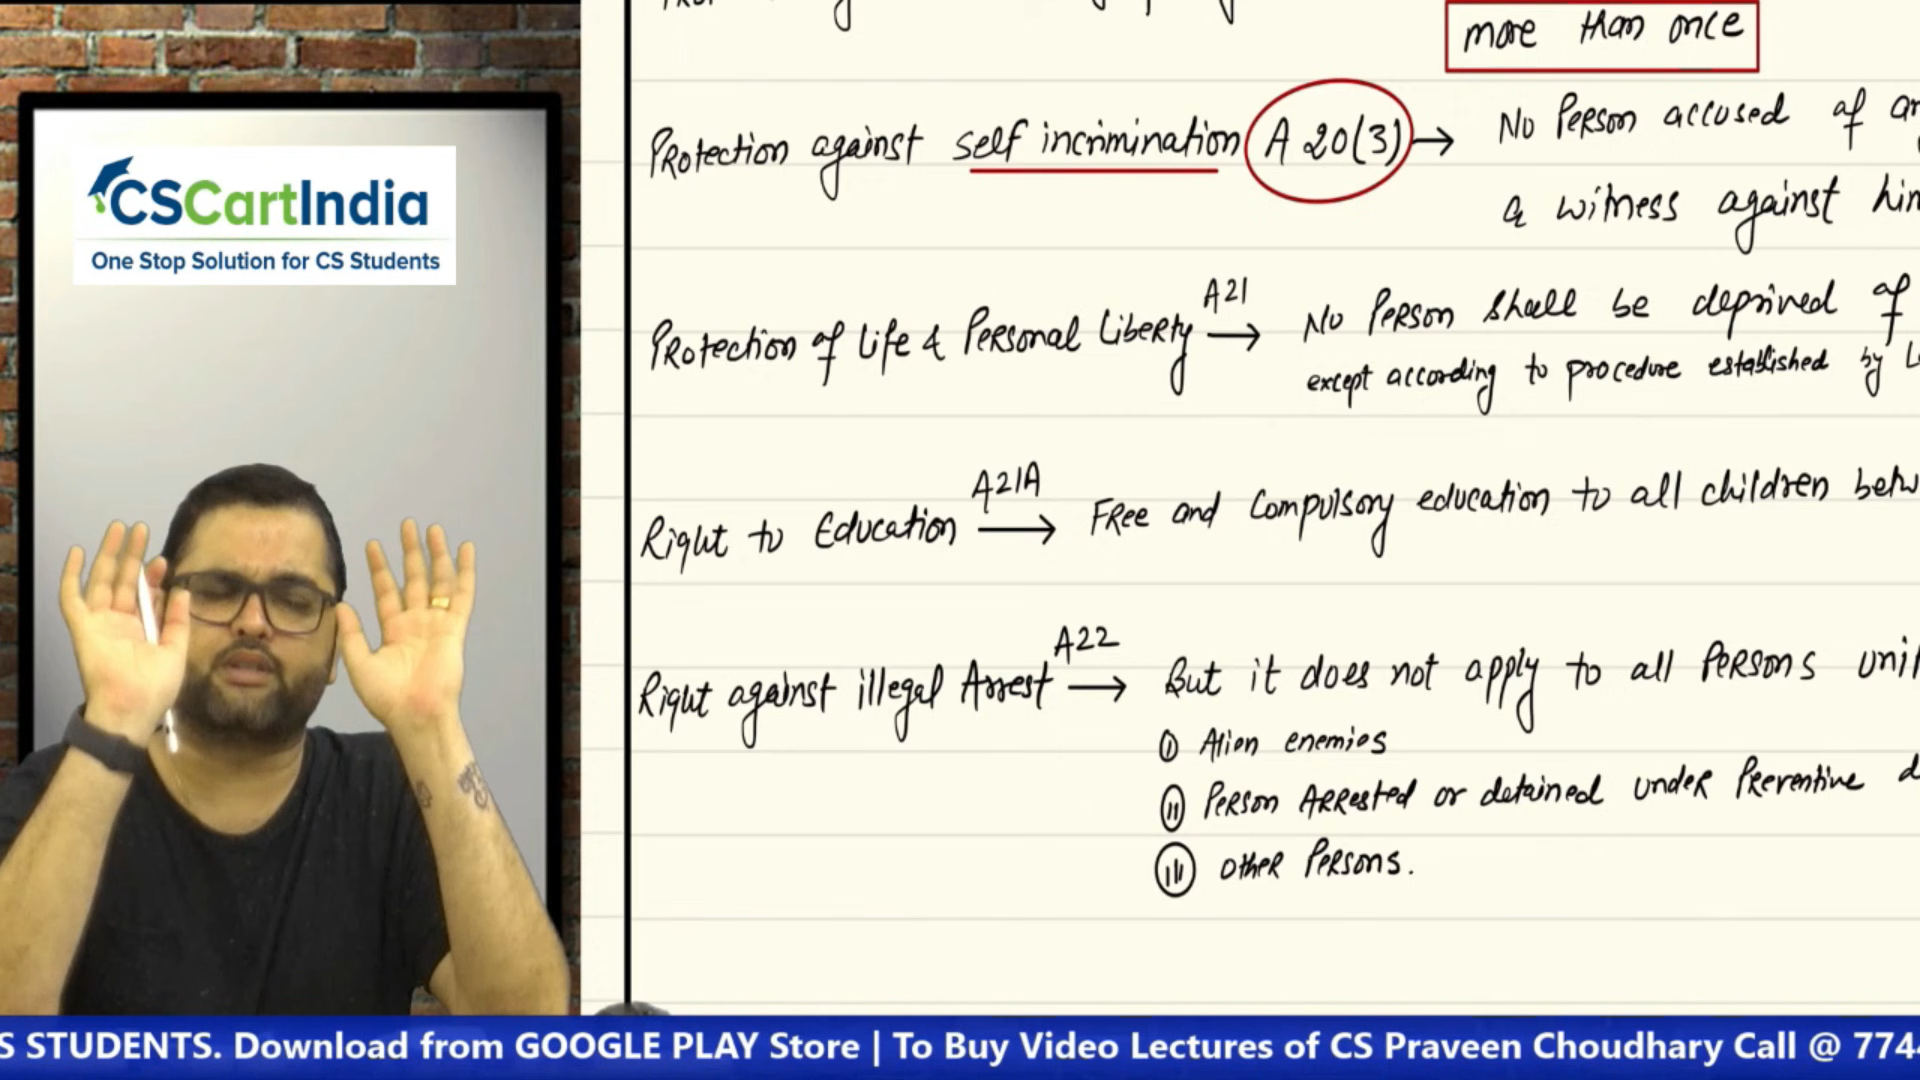 more than once
CSCartIndia
One Stop Solution for CS Students
Protection against self incrimination A 20(3) → No Person accused of
a witness against
A21
Protection of Life & Personal Liberty → No Person shall be deprived of
except according to procedure established by
A21A
Right to Education → Free and Compulsory education to all children
A22
Right against illegal Arrest → But it does not apply to all Persons
(i) Alien enemies
(ii) Person Arrested or detained under Preventive
(iii) other Persons.
S STUDENTS. Download from GOOGLE PLAY Store | To Buy Video Lectures of CS Praveen Choudhary Call @ 774